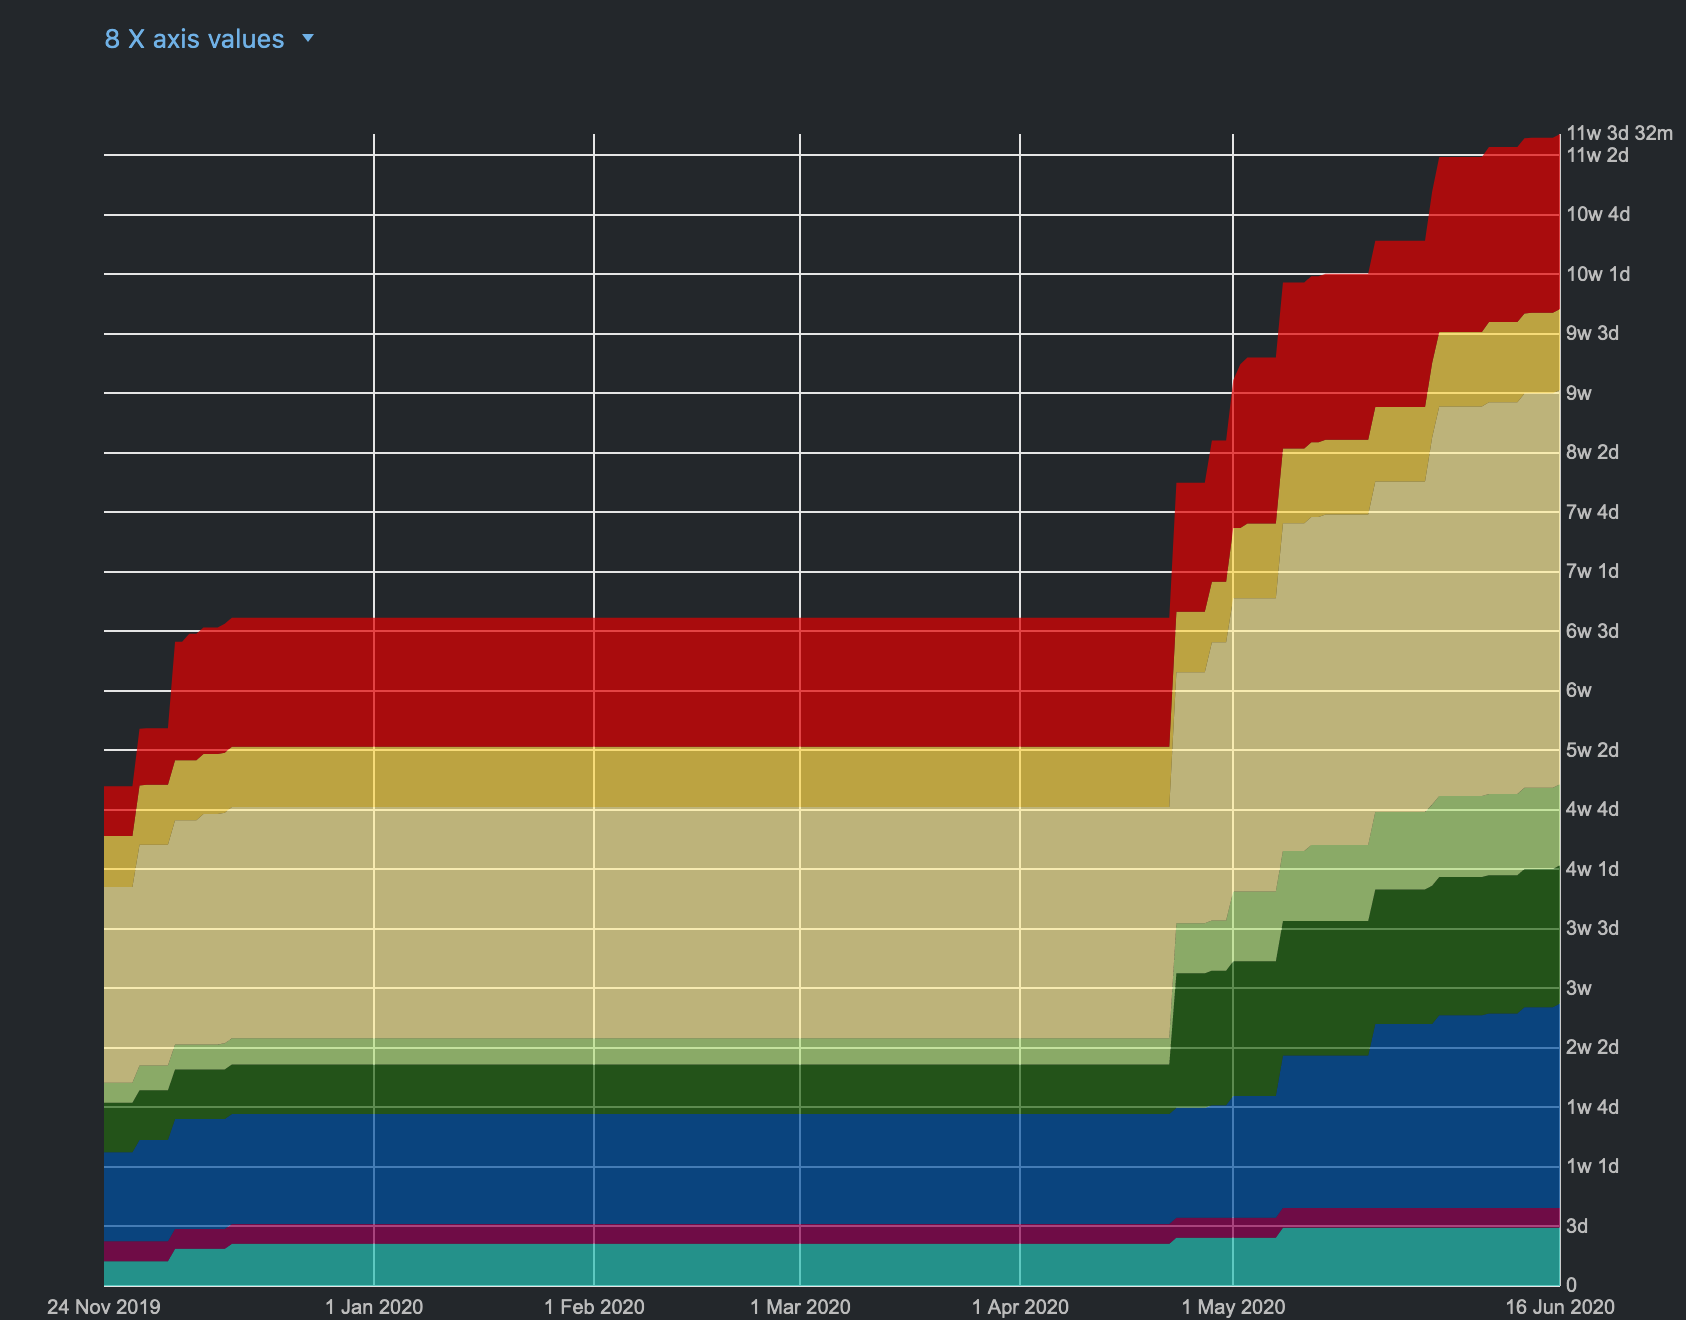 8 X axis values
11w 3d 32m
11w 2d
10w 4d
10w 1d
9w 3d
9w
8w 2d
7w 4d
7w 1d
6w 3d
6w
5w 2d
4w 4d
4w 1d
3w 3d
3w
2w 2d
1w 4d
1w 1d
3d
0
24 Nov 2019 1 Jan 2020 1 Feb 2020 1 Mar 2020 1 Apr 2020 1 May 2020 16 Jun 2020